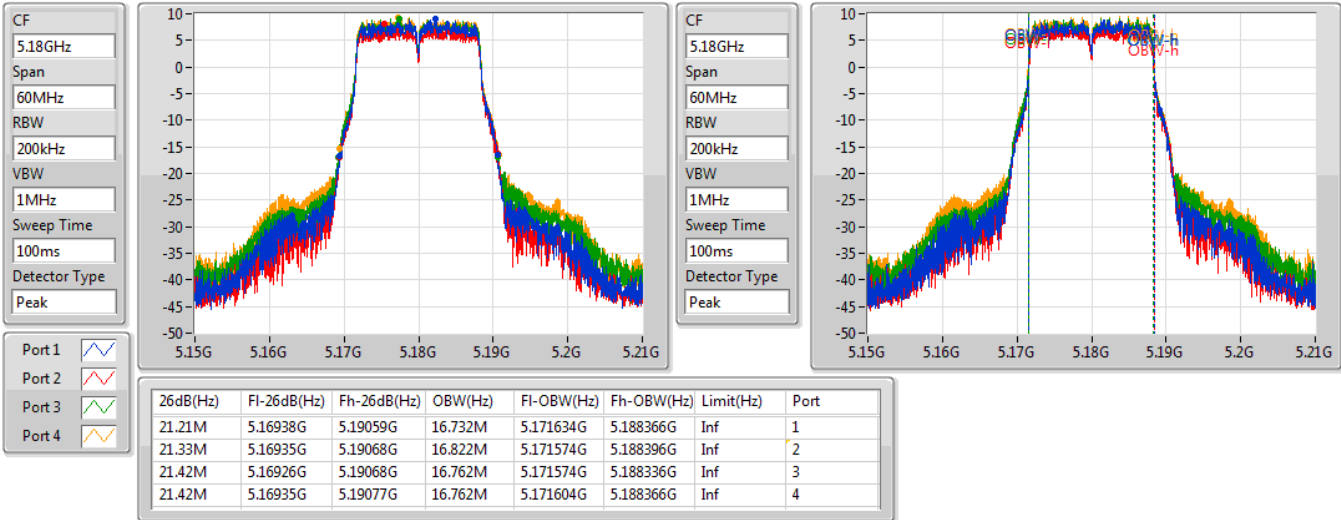 CF
5.18GHz
Span
60MHz
RBW
200kHz
VBW
1MHz
Sweep Time
100ms
Detector Type
Peak
10
5
0
-5
-10
-15
-20
-25
-30
-35
-40
-45
-50
5.15G 5.16G 5.17G 5.18G 5.19G 5.2G 5.21G
CF
5.18GHz
Span
60MHz
RBW
200kHz
VBW
1MHz
Sweep Time
100ms
Detector Type
Peak
10
5
0
-5
-10
-15
-20
-25
-30
-35
-40
-45
-50
OBW-l OBW-h
5.15G 5.16G 5.17G 5.18G 5.19G 5.2G 5.21G
Port 1
Port 2
Port 3
Port 4
26dB(Hz) Fl-26dB(Hz) Fh-26dB(Hz) OBW(Hz) Fl-OBW(Hz) Fh-OBW(Hz) Limit(Hz) Port
21.21M 5.16938G 5.19059G 16.732M 5.171634G 5.188366G Inf 1
21.33M 5.16935G 5.19068G 16.822M 5.171574G 5.188396G Inf 2
21.42M 5.16926G 5.19068G 16.762M 5.171574G 5.188336G Inf 3
21.42M 5.16935G 5.19077G 16.762M 5.171604G 5.188366G Inf 4